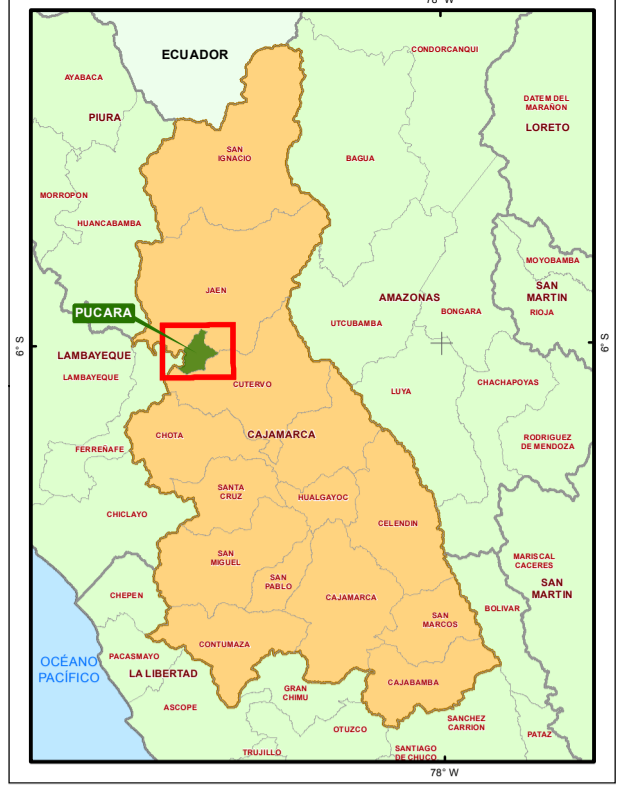 78° W
ECUADOR
CONDORCANQUI
AYABACA
DATEM DEL
MARAÑON
PIURA
LORETO
SAN
IGNACIO
BAGUA
MORROPON
HUANCABAMBA
MOYOBAMBA
JAEN
SAN
MARTIN
AMAZONAS
BONGARA
RIOJA
PUCARA
UTCUBAMBA
6° S
6° S
LAMBAYEQUE
LAMBAYEQUE
CUTERVO
LUYA
CHACHAPOYAS
CHOTA
CAJAMARCA
RODRIGUEZ
DE MENDOZA
FERREÑAFE
SANTA
CRUZ
HUALGAYOC
CHICLAYO
CELENDIN
SAN
MIGUEL
MARISCAL
CACERES
SAN
PABLO
SAN
MARTIN
CHEPEN
CAJAMARCA
BOLIVAR
SAN
MARCOS
CONTUMAZA
OCÉANO
PACÍFICO
PACASMAYO
LA LIBERTAD
CAJABAMBA
GRAN
CHIMU
ASCOPE
SANCHEZ
CARRION
OTUZCO
PATAZ
TRUJILLO
SANTIAGO
DE CHUCO
78° W